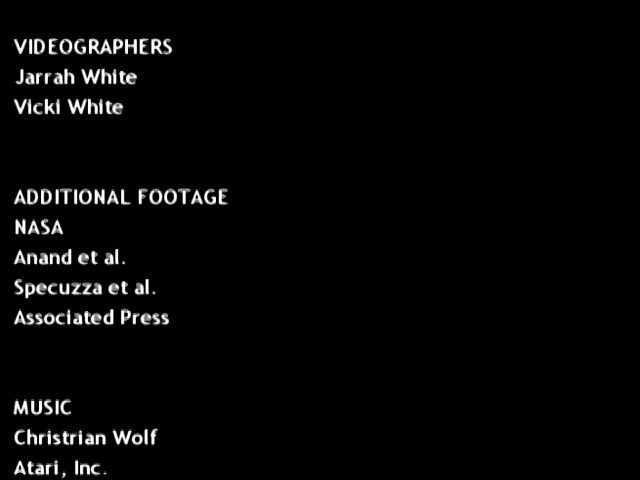 VIDEOGRAPHERS
Jarrah White
Vicki White
ADDITIONAL FOOTAGE
NASA
Anand et al.
Specuzza et al.
Associated Press
MUSIC
Christrian Wolf
Atari, Inc.